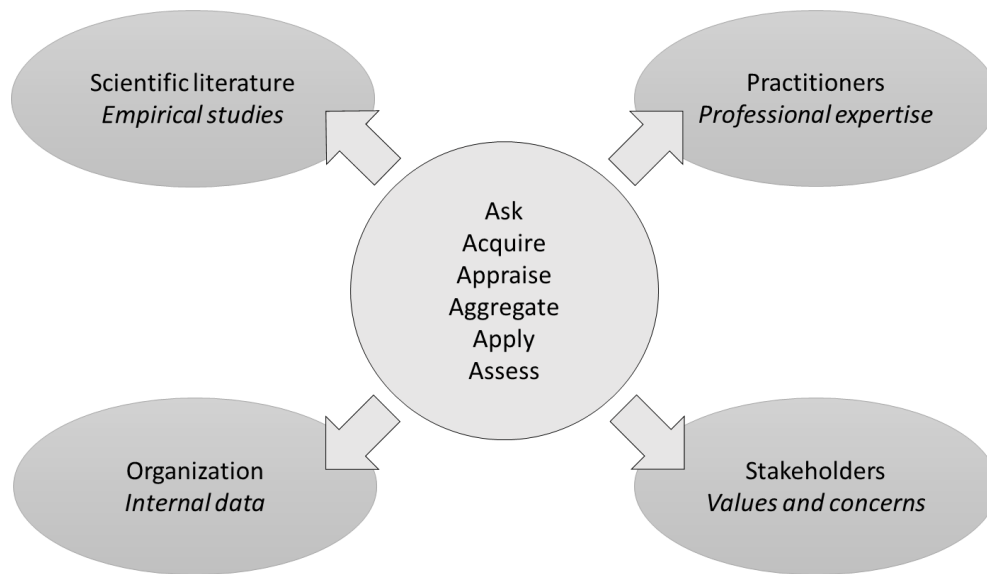 Scientific literature
Empirical studies
Practitioners
Professional expertise
Ask
Acquire
Appraise
Aggregate
Apply
Assess
Organization
Internal data
Stakeholders
Values and concerns